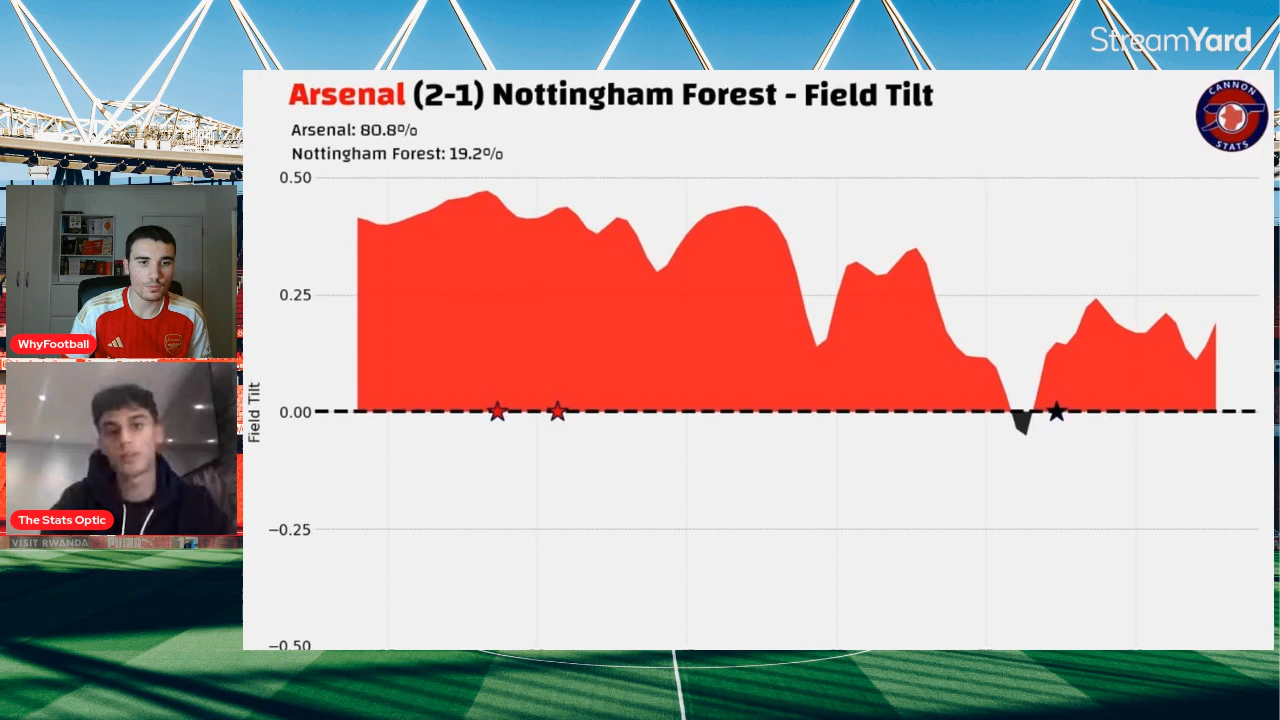 StreamYard
Arsenal (2-1) Nottingham Forest - Field Tilt
Arsenal: 80.8%
Nottingham Forest: 19.2%
CANNON
STATS
0.50
0.25
0.00
−0.25
−0.50
Field Tilt
WhyFootball
The Stats Optic
VISIT RWANDA PUMA